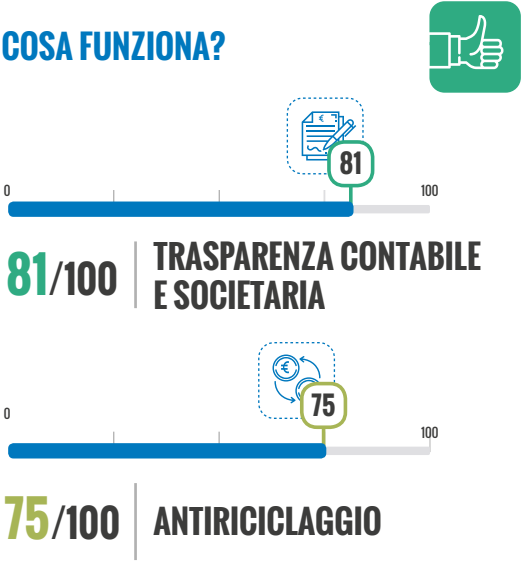 COSA FUNZIONA?
€
81
0
100
81/100
TRASPARENZA CONTABILE
E SOCIETARIA
€
75
0
100
75/100
ANTIRICICLAGGIO